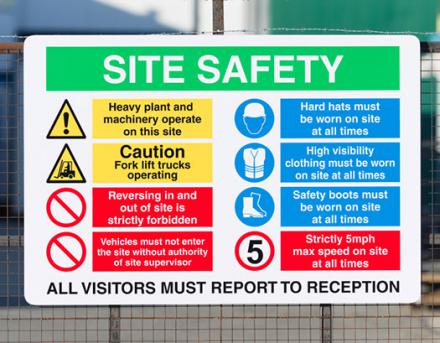 SITE SAFETY
Heavy plant and
machinery operate
on this site
Caution
Fork lift trucks
operating
Reversing in and
out of site is
strictly forbidden
Vehicles must not enter
the site without authority
of site supervisor
Hard hats must
be worn on site
at all times
High visibility
clothing must be worn
on site at all times
Safety boots must
be worn on site
at all times
5
Strictly 5mph
max speed on site
at all times
ALL VISITORS MUST REPORT TO RECEPTION